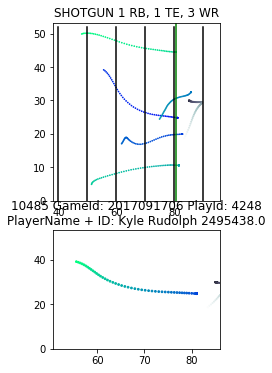 SHOTGUN 1 RB, 1 TE, 3 WR
50
40
30
20
10
0
40 60 80
10485 GameId: 2017091706 PlayId: 4248
PlayerName + ID: Kyle Rudolph 2495438.0
40
20
0
60 70 80